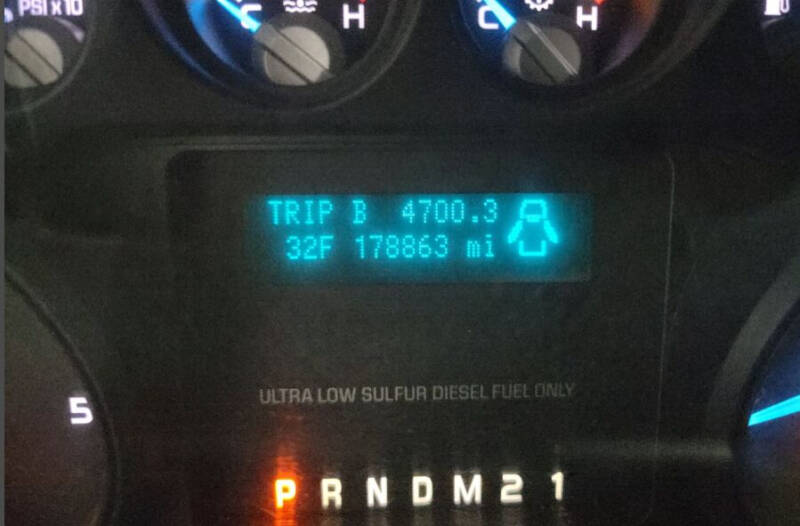 PSI x 10
C H
C H
TRIP B 4700.3
32F 178863 mi
ULTRA LOW SULFUR DIESEL FUEL ONLY
5
P R N D M 2 1